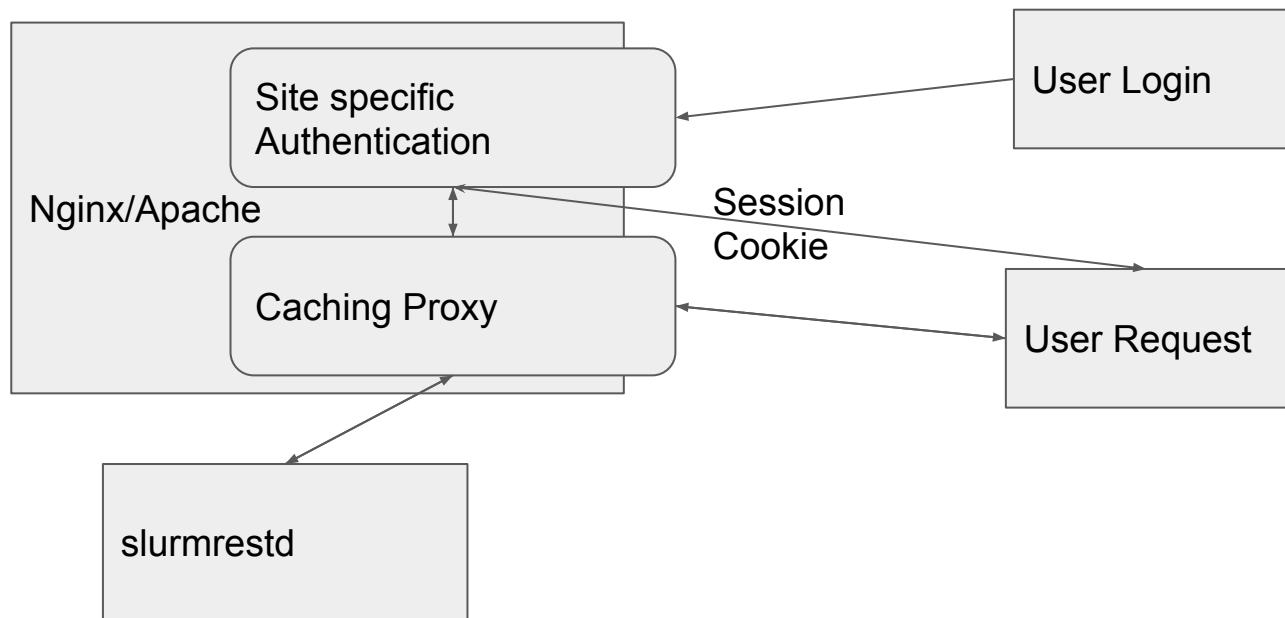 Site specific
Authentication
User Login
Nginx/Apache
Session
Cookie
Caching Proxy
User Request
slurmrestd